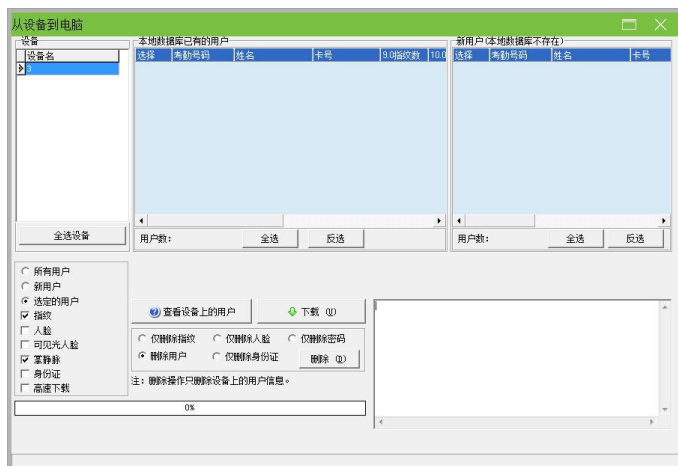 从设备到电脑
设备
本地数据库已有的用户
新用户(本地数据库不存在)
设备名
选择 考勤号码 姓名 卡号 9.0指纹数 10.0
选择 考勤号码 姓名 卡号
3
全选设备
用户数: 全选 反选
用户数: 全选 反选
所有用户
新用户
选定的用户
指纹
人脸
可见光人脸
掌静脉
身份证
高速下载
查看设备上的用户 下载 (U)
仅删除指纹 仅删除人脸 仅删除密码
删除用户 仅删除身份证 删除 (D)
注: 删除操作只删除设备上的用户信息。
0%